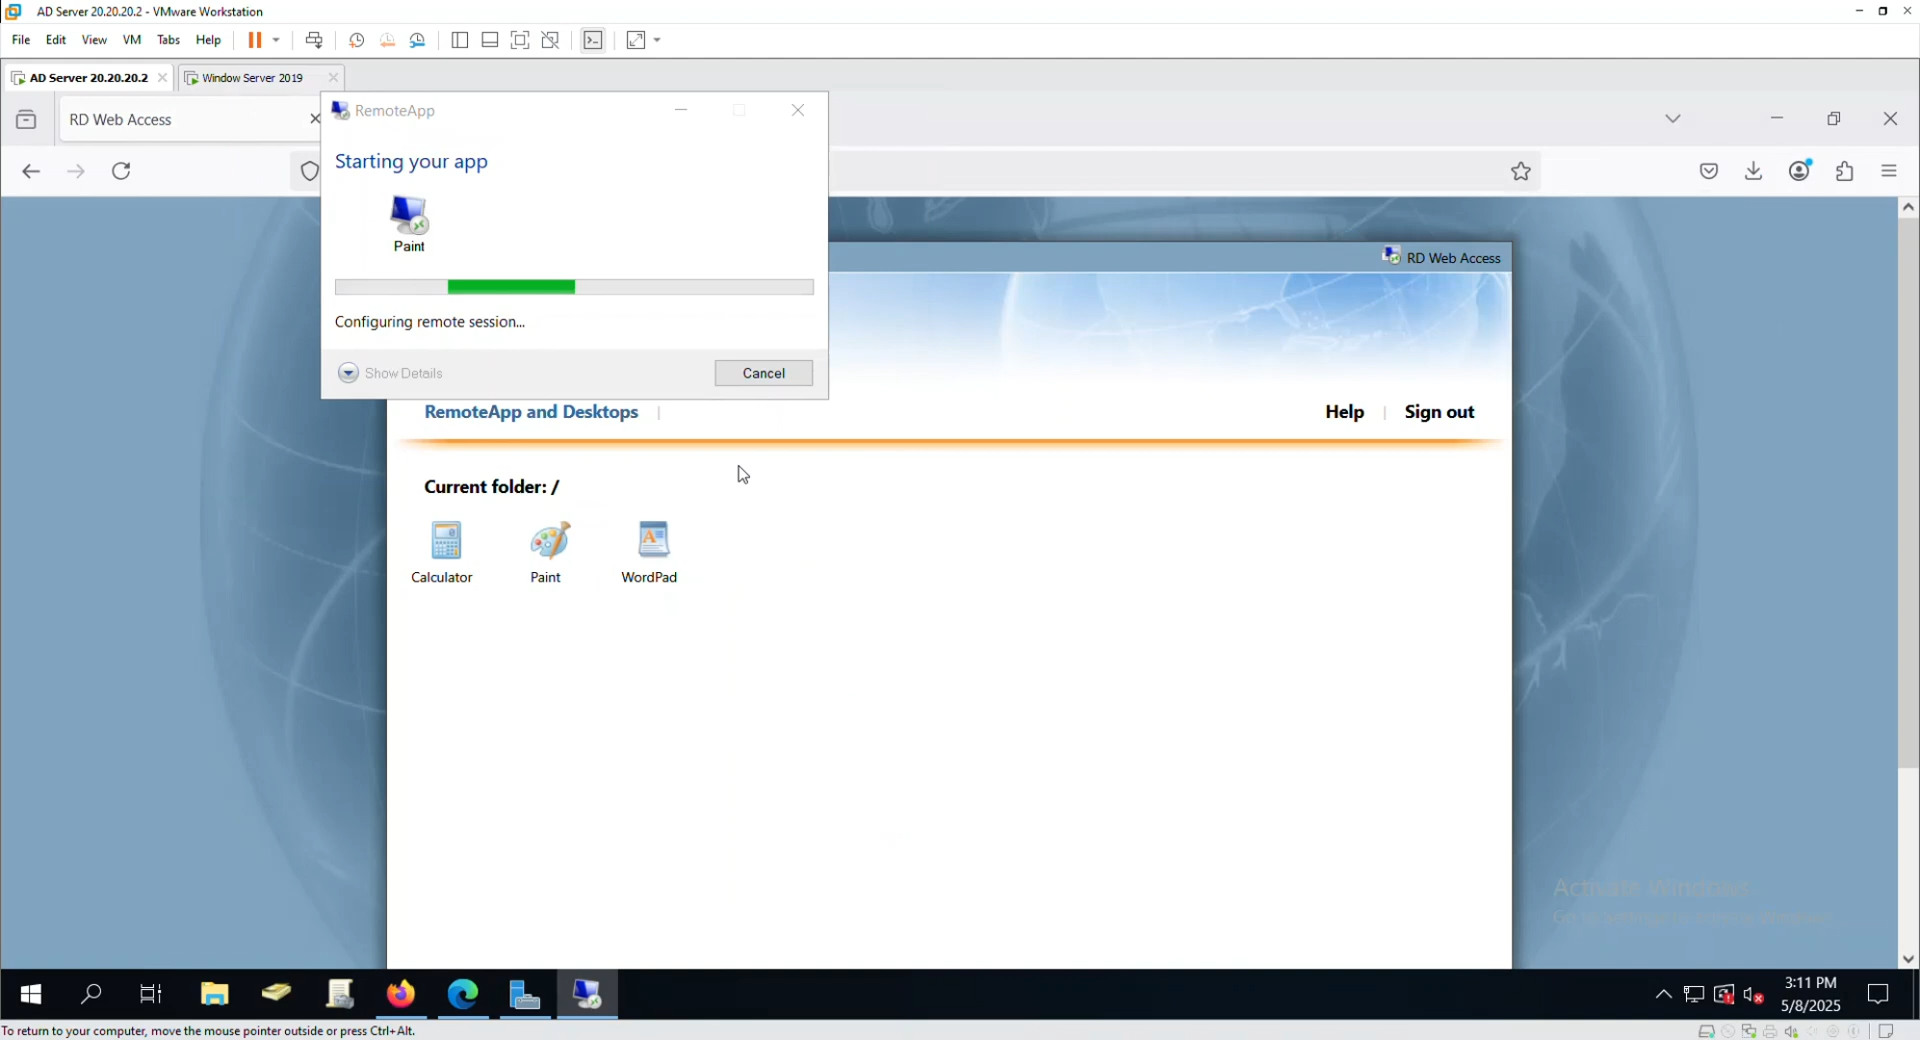 AD Server 20.20.20.2 - VMware Workstation
File Edit View VM Tabs Help
AD Server 20.20.20.2 Window Server 2019
RD Web Access
RemoteApp
Starting your app
Paint
Configuring remote session...
Show Details Cancel
RD Web Access
RemoteApp and Desktops
Help Sign out
Current folder: /
Calculator Paint WordPad
Activate Windows
3:11 PM
5/8/2025
To return to your computer, move the mouse pointer outside or press Ctrl+Alt.